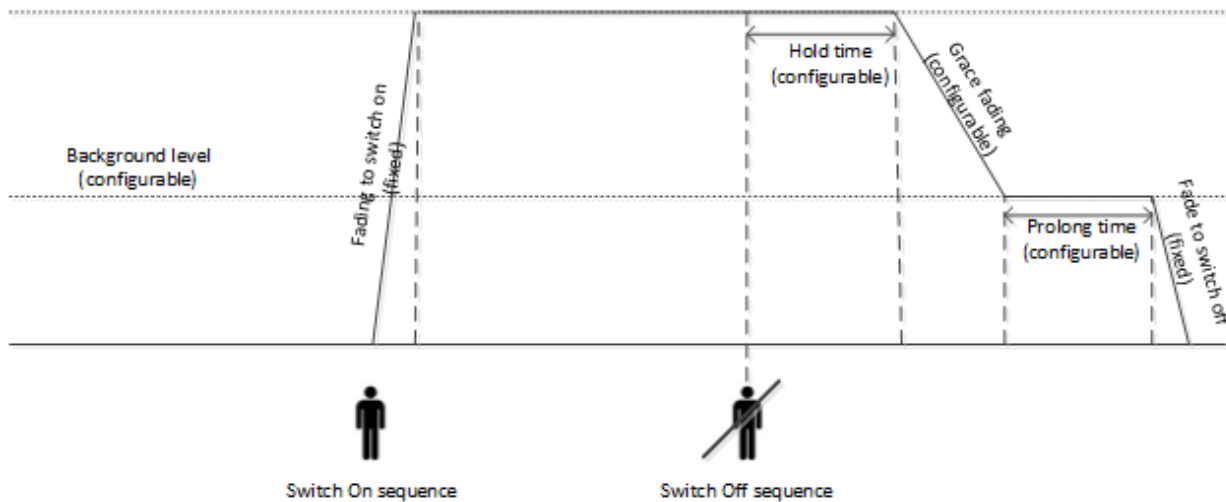 Hold time
(configurable)
Grace fading
(configurable)
Background level
(configurable)
Fading to switch on
(fixed)
Prolong time
(configurable)
Fade to switch off
(fixed)
Switch On sequence
Switch Off sequence